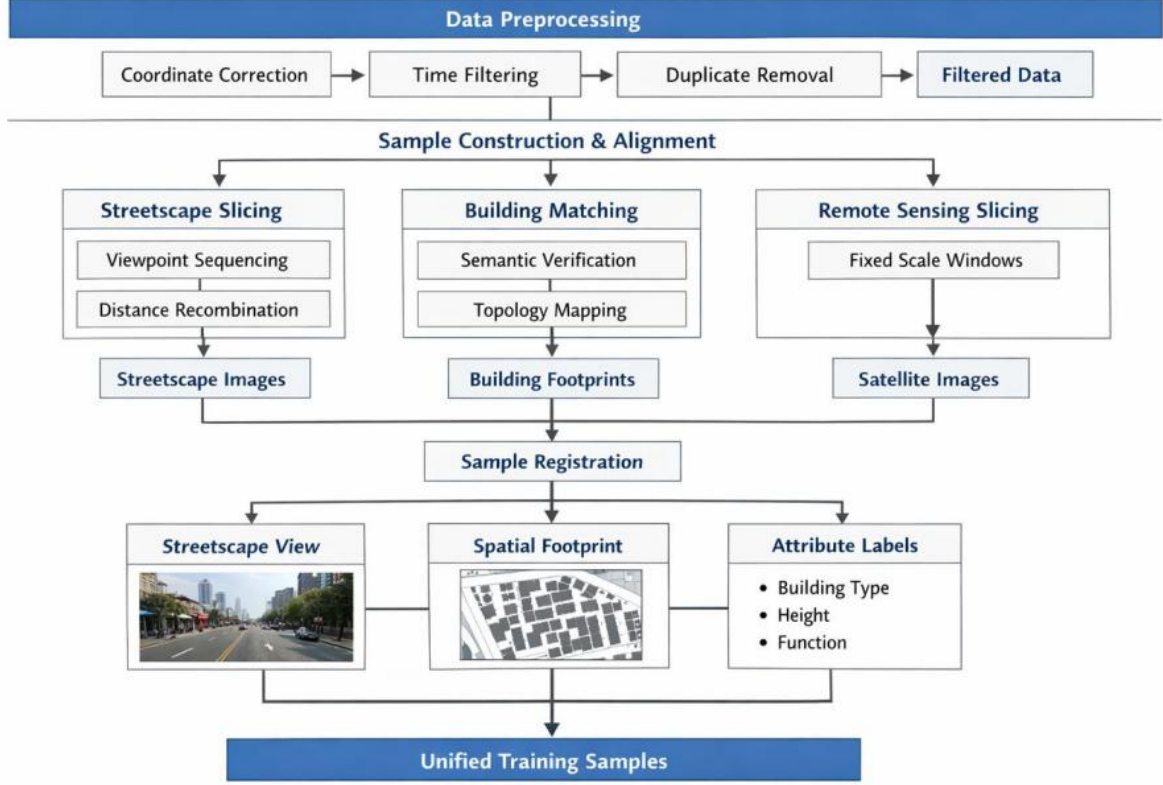 Data Preprocessing
Coordinate Correction
Time Filtering
Duplicate Removal
Filtered Data
Sample Construction & Alignment
Streetscape Slicing
Viewpoint Sequencing
Distance Recombination
Streetscape Images
Building Matching
Semantic Verification
Topology Mapping
Building Footprints
Remote Sensing Slicing
Fixed Scale Windows
Satellite Images
Sample Registration
Streetscape View
Spatial Footprint
Attribute Labels
• Building Type
• Height
• Function
Unified Training Samples